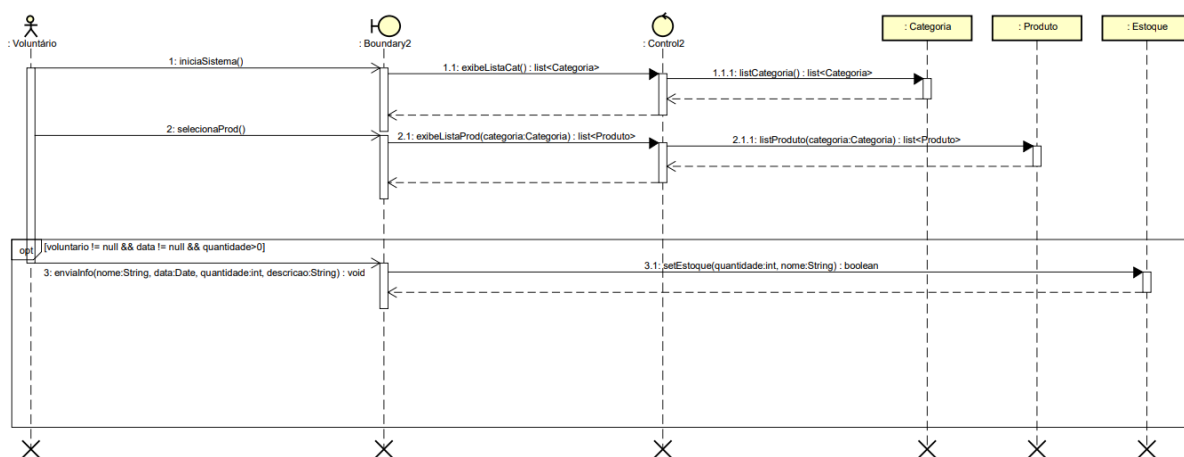 : Voluntário
: Boundary2
: Control2
: Categoria
: Produto
: Estoque
1: iniciaSistema()
1.1: exibeListaCat() : list<Categoria>
1.1.1: listCategoria() : list<Categoria>
2: selecionaProd()
2.1: exibeListaProd(categoria:Categoria) : list<Produto>
2.1.1: listProduto(categoria:Categoria) : list<Produto>
opt
[voluntario != null && data != null && quantidade>0]
3: enviaInfo(nome:String, data:Date, quantidade:int, descricao:String) : void
3.1: setEstoque(quantidade:int, nome:String) : boolean